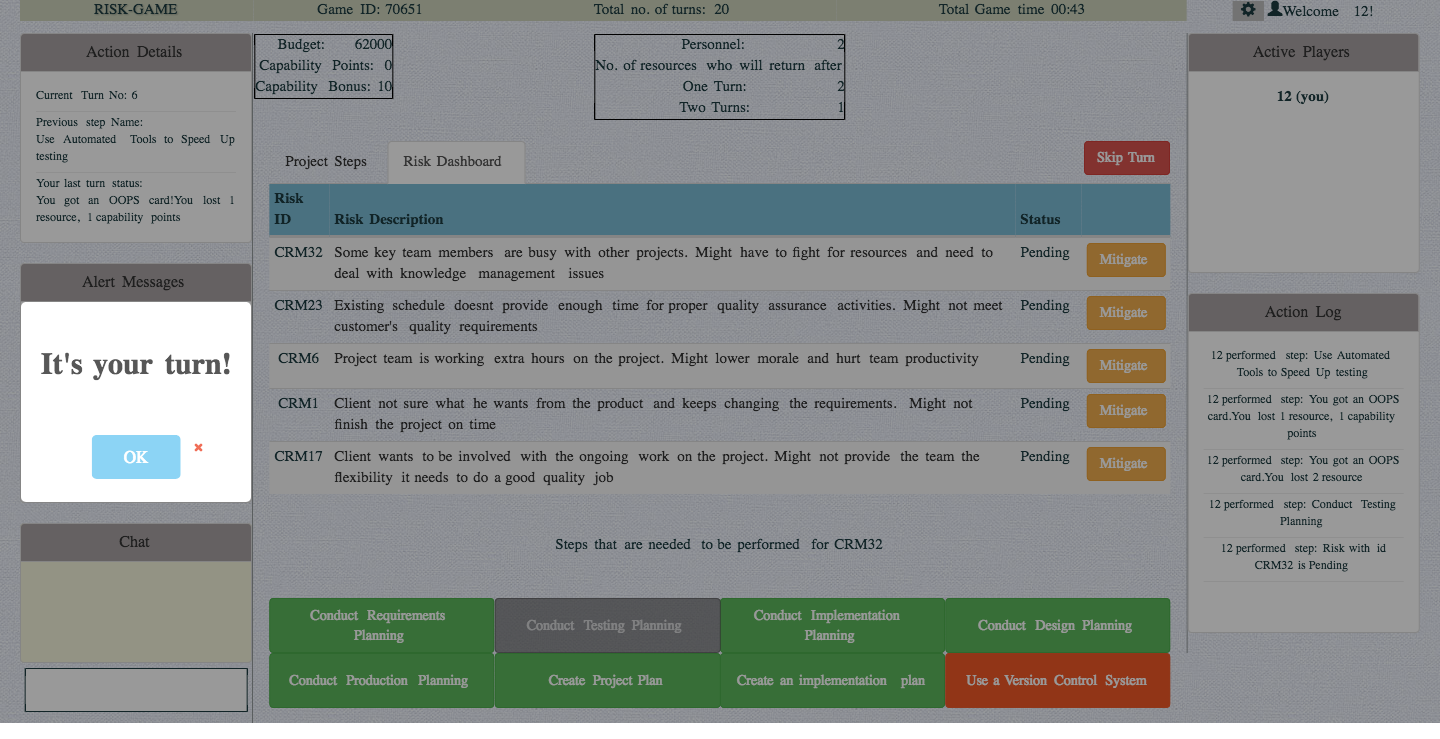 RISK-GAME Game ID: 70651 Total no. of turns: 20 Total Game time 00:43 Welcome 12!
Action Details
Current Turn No: 6
Previous step Name:
Use Automated Tools to Speed Up
testing
Your last turn status:
You got an OOPS card!You lost 1
resource, 1 capability points
Alert Messages
It's your turn!
OK
Chat
Budget: 62000
Capability Points: 0
Capability Bonus: 10
Personnel: 2
No. of resources who will return after
One Turn: 2
Two Turns: 1
Project Steps Risk Dashboard Skip Turn
Risk
ID Risk Description Status
CRM32 Some key team members are busy with other projects. Might have to fight for resources and need to Pending Mitigate
deal with knowledge management issues
CRM23 Existing schedule doesnt provide enough time for proper quality assurance activities. Might not meet Pending Mitigate
customer's quality requirements
CRM6 Project team is working extra hours on the project. Might lower morale and hurt team productivity Pending Mitigate
CRM1 Client not sure what he wants from the product and keeps changing the requirements. Might not Pending Mitigate
finish the project on time
CRM17 Client wants to be involved with the ongoing work on the project. Might not provide the team the Pending Mitigate
flexibility it needs to do a good quality job
Steps that are needed to be performed for CRM32
Conduct Requirements
Planning
Conduct Testing Planning
Conduct Implementation
Planning
Conduct Design Planning
Conduct Production Planning
Create Project Plan
Create an implementation plan
Use a Version Control System
Active Players
12 (you)
Action Log
12 performed step: Use Automated
Tools to Speed Up testing
12 performed step: You got an OOPS
card.You lost 1 resource, 1 capability
points
12 performed step: You got an OOPS
card.You lost 2 resource
12 performed step: Conduct Testing
Planning
12 performed step: Risk with id
CRM32 is Pending